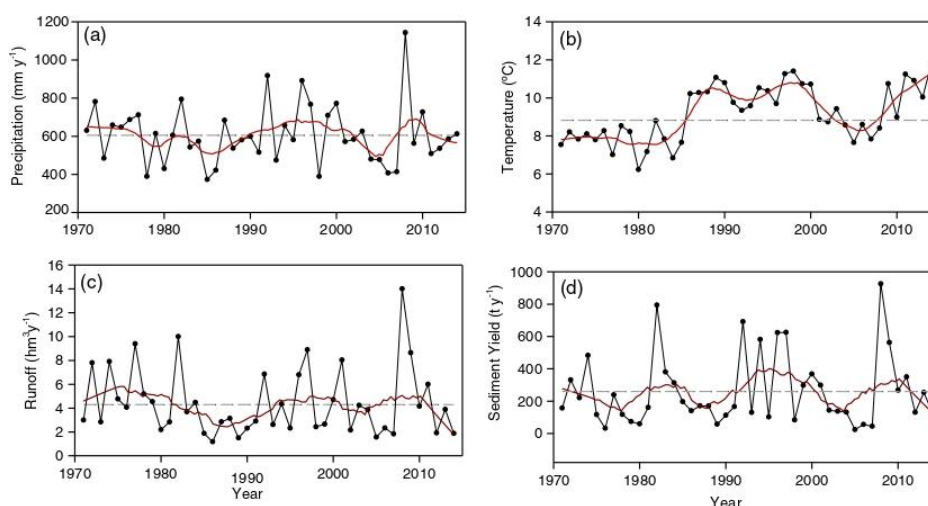 (a)
Precipitation (mm y-1)
1200
1000
800
600
400
200
1970 1980 1990 2000 2010
(b)
Temperature (ºC)
14
12
10
8
6
4
1970 1980 1990 2000 2010
(c)
Runoff (hm³y-1)
16
14
12
10
8
6
4
2
0
1970 1980 1990 2000 2010
Year
(d)
Sediment Yield (t y-1)
1000
800
600
400
200
0
1970 1980 1990 2000 2010
Year